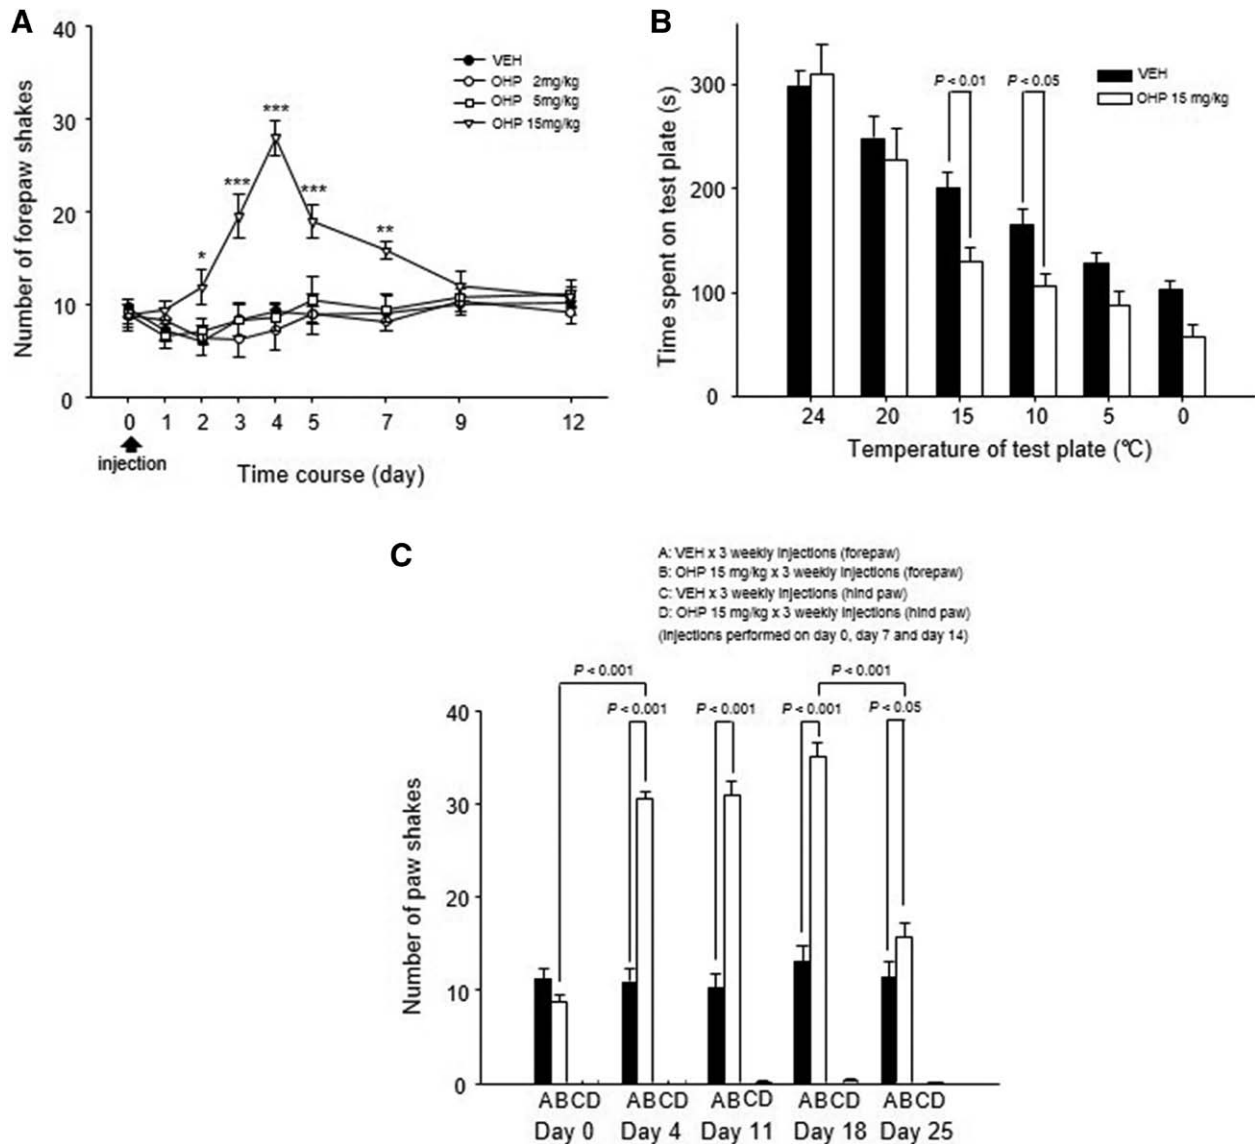 A
Number of forepaw shakes
40
30
20
10
0
VEH
OHP 2mg/kg
OHP 5mg/kg
OHP 15mg/kg
*
***
***
***
**
0 1 2 3 4 5 7 9 12
injection
Time course (day)
B
Time spent on test plate (s)
300
200
100
0
P < 0.01
P < 0.05
VEH
OHP 15 mg/kg
24 20 15 10 5 0
Temperature of test plate (℃)
C
A: VEH x 3 weekly injections (forepaw)
B: OHP 15 mg/kg x 3 weekly injections (forepaw)
C: VEH x 3 weekly injections (hind paw)
D: OHP 15 mg/kg x 3 weekly injections (hind paw)
(injections performed on day 0, day 7 and day 14)
P < 0.001
P < 0.001
P < 0.001
P < 0.001
P < 0.001
P < 0.05
Number of paw shakes
40
30
20
10
0
ABCD ABCD ABCD ABCD ABCD
Day 0 Day 4 Day 11 Day 18 Day 25